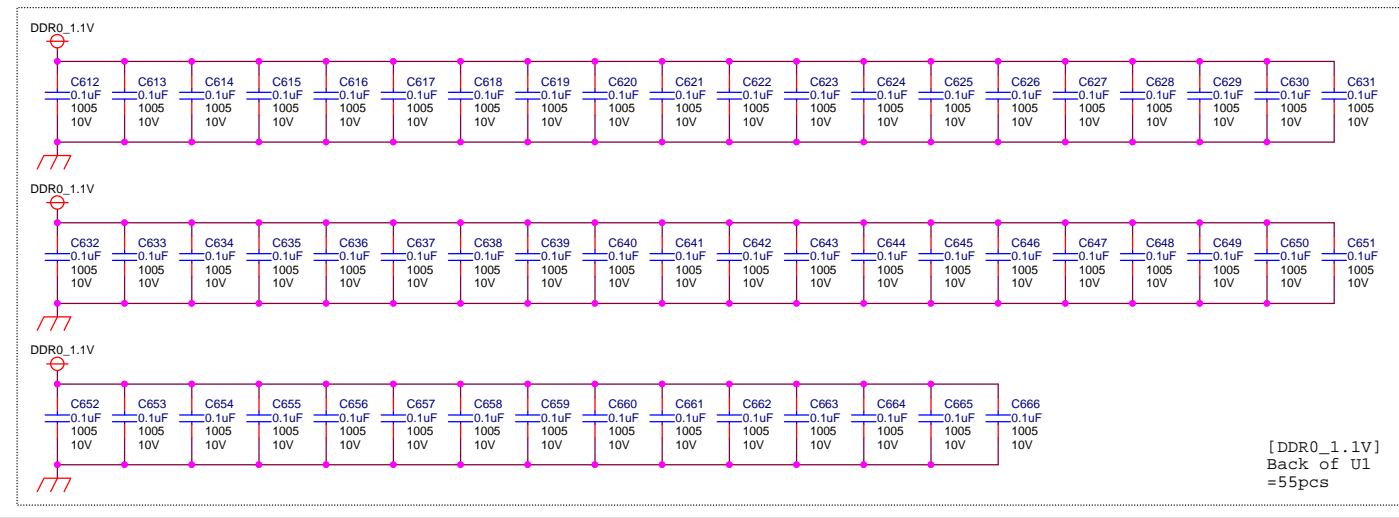 DDR0_1.1V
C612 C613 C614 C615 C616 C617 C618 C619 C620 C621 C622 C623 C624 C625 C626 C627 C628 C629 C630 C631
0.1uF 0.1uF 0.1uF 0.1uF 0.1uF 0.1uF 0.1uF 0.1uF 0.1uF 0.1uF 0.1uF 0.1uF 0.1uF 0.1uF 0.1uF 0.1uF 0.1uF 0.1uF 0.1uF 0.1uF
1005 1005 1005 1005 1005 1005 1005 1005 1005 1005 1005 1005 1005 1005 1005 1005 1005 1005 1005 1005
10V 10V 10V 10V 10V 10V 10V 10V 10V 10V 10V 10V 10V 10V 10V 10V 10V 10V 10V 10V
DDR0_1.1V
C632 C633 C634 C635 C636 C637 C638 C639 C640 C641 C642 C643 C644 C645 C646 C647 C648 C649 C650 C651
0.1uF 0.1uF 0.1uF 0.1uF 0.1uF 0.1uF 0.1uF 0.1uF 0.1uF 0.1uF 0.1uF 0.1uF 0.1uF 0.1uF 0.1uF 0.1uF 0.1uF 0.1uF 0.1uF 0.1uF
1005 1005 1005 1005 1005 1005 1005 1005 1005 1005 1005 1005 1005 1005 1005 1005 1005 1005 1005 1005
10V 10V 10V 10V 10V 10V 10V 10V 10V 10V 10V 10V 10V 10V 10V 10V 10V 10V 10V 10V
DDR0_1.1V
C652 C653 C654 C655 C656 C657 C658 C659 C660 C661 C662 C663 C664 C665 C666
0.1uF 0.1uF 0.1uF 0.1uF 0.1uF 0.1uF 0.1uF 0.1uF 0.1uF 0.1uF 0.1uF 0.1uF 0.1uF 0.1uF 0.1uF
1005 1005 1005 1005 1005 1005 1005 1005 1005 1005 1005 1005 1005 1005 1005
10V 10V 10V 10V 10V 10V 10V 10V 10V 10V 10V 10V 10V 10V 10V
[DDR0_1.1V]
Back of U1
=55pcs